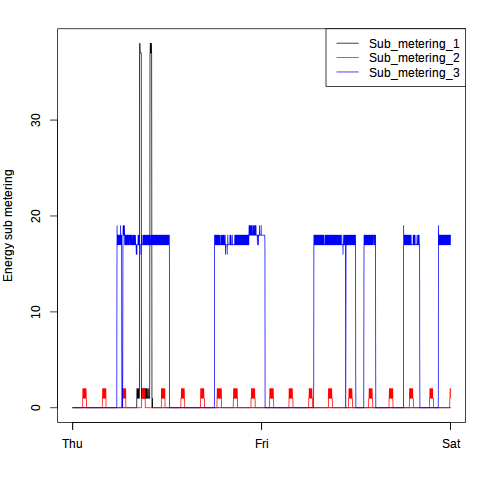 Sub_metering_1
Sub_metering_2
Sub_metering_3
Energy sub metering
30
20
10
0
Thu Fri Sat